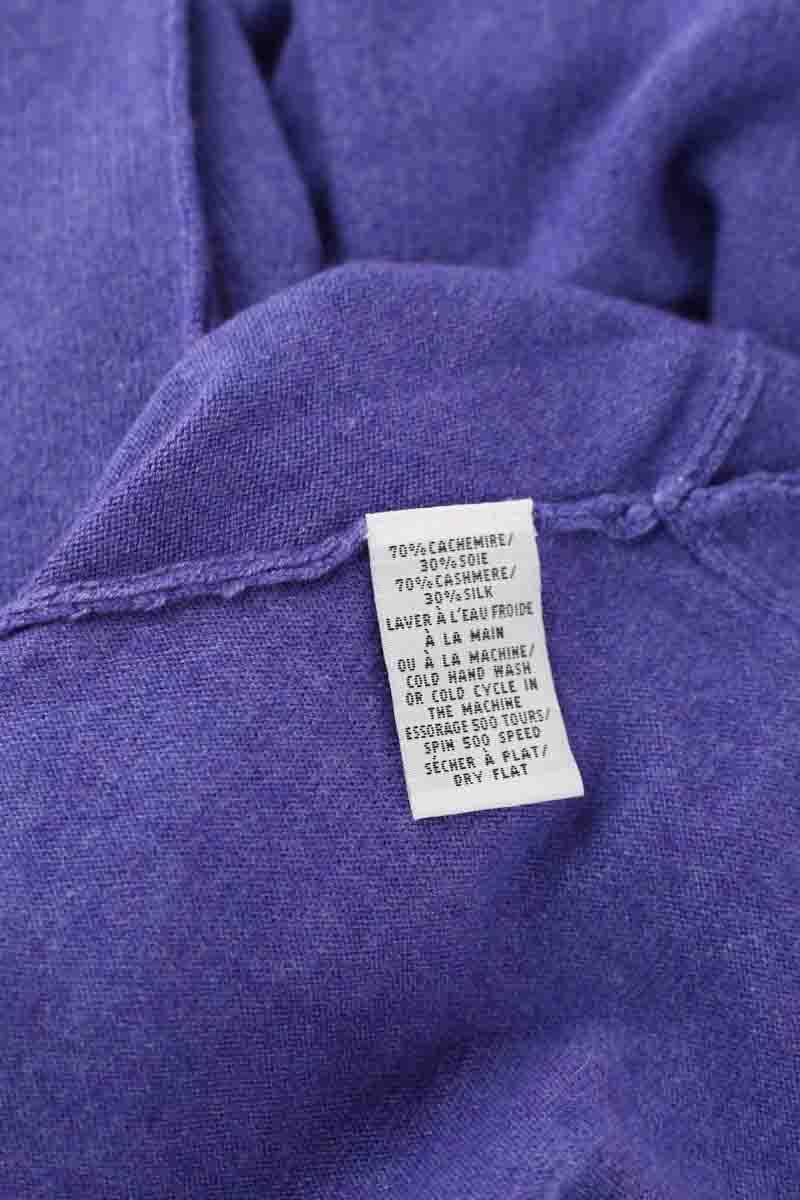 70% CACHEMIRE/
30% SOIE
70% CASHMERE/
30% SILK
LAVER À L'EAU FROIDE
À LA MAIN
OU À LA MACHINE/
COLD HAND WASH
OR COLD CYCLE IN
THE MACHINE
ESSORAGE 500 TOURS/
SPIN 500 SPEED
SÉCHER À PLAT/
DRY FLAT